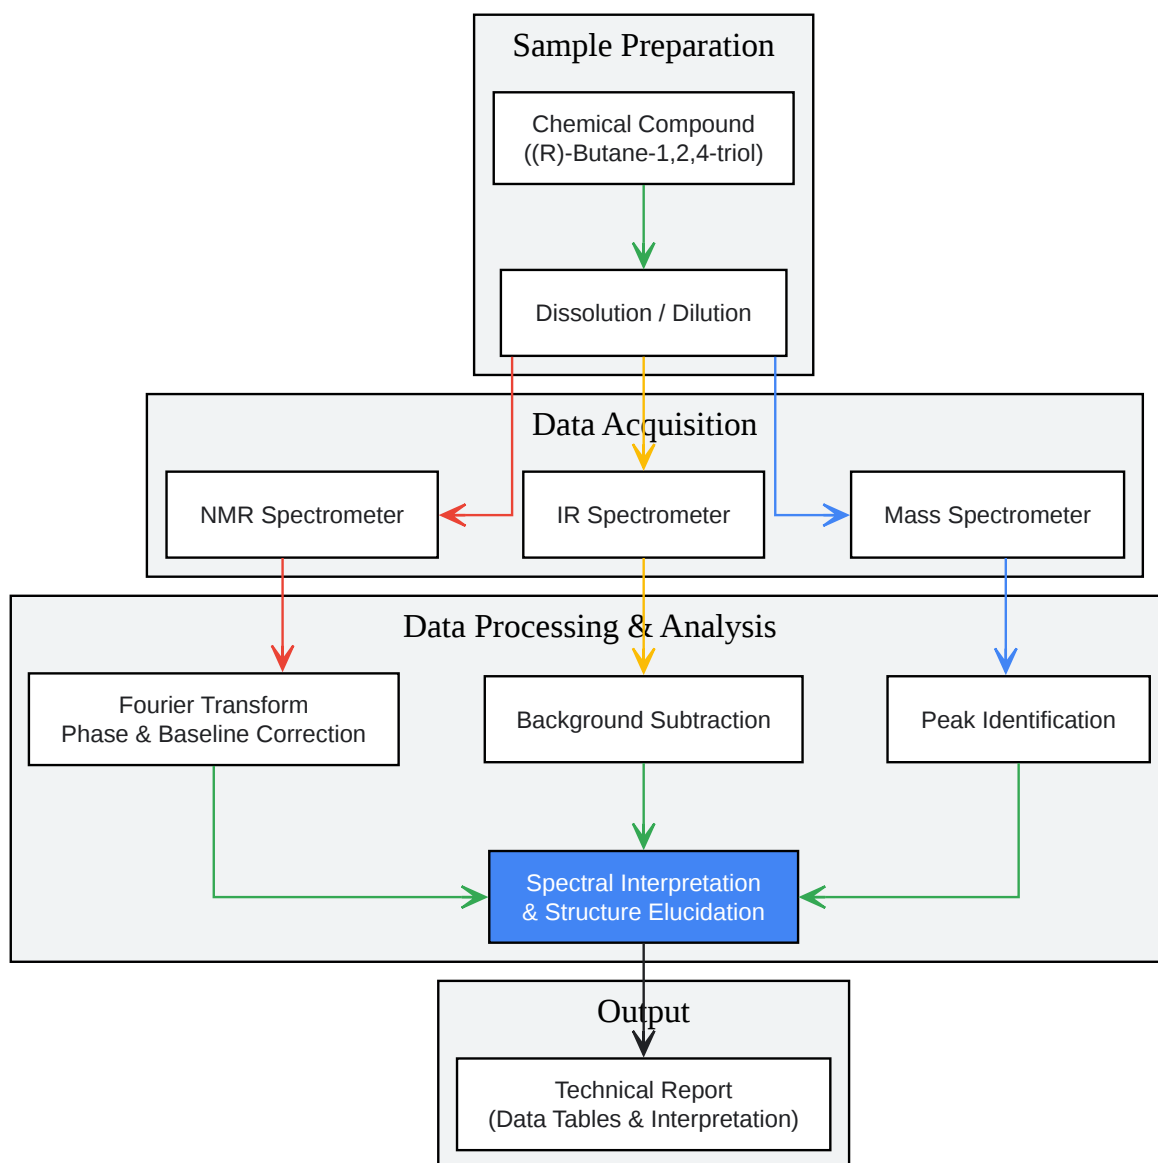 Sample Preparation
Chemical Compound
((R)-Butane-1,2,4-triol)
Dissolution / Dilution
Data Acquisition
NMR Spectrometer
IR Spectrometer
Mass Spectrometer
Data Processing & Analysis
Fourier Transform
Phase & Baseline Correction
Background Subtraction
Peak Identification
Spectral Interpretation
& Structure Elucidation
Output
Technical Report
(Data Tables & Interpretation)